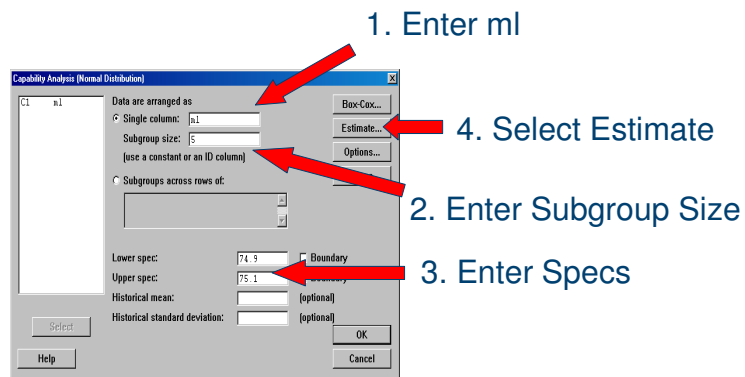 1. Enter ml
Capability Analysis (Normal Distribution)
C1 ml
Data are arranged as
Single column: ml
Subgroup size: 5
(use a constant or an ID column)
Subgroups across rows of:
Box-Cox...
Estimate...
Options...
4. Select Estimate
2. Enter Subgroup Size
Lower spec: 74.9 Boundary
Upper spec: 75.1
3. Enter Specs
Historical mean: (optional)
Historical standard deviation: (optional)
Select
OK
Help
Cancel